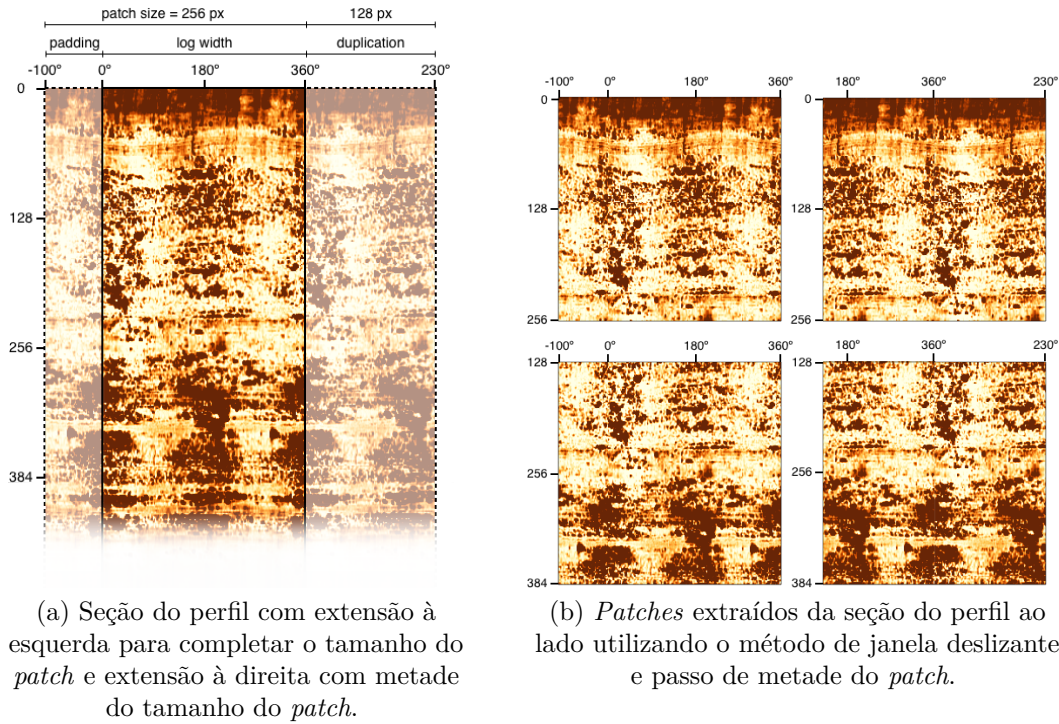 patch size = 256 px 128 px
padding log width duplication
-100° 0° 180° 360° 230°
0
128
256
384
(a) Seção do perfil com extensão à
esquerda para completar o tamanho do
patch e extensão à direita com metade
do tamanho do patch.
-100° 0° 180° 360°
0
128
256
180° 360° 230°
0
128
256
-100° 0° 180° 360°
128
256
384
180° 360° 230°
128
256
384
(b) Patches extraídos da seção do perfil ao
lado utilizando o método de janela deslizante
e passo de metade do patch.